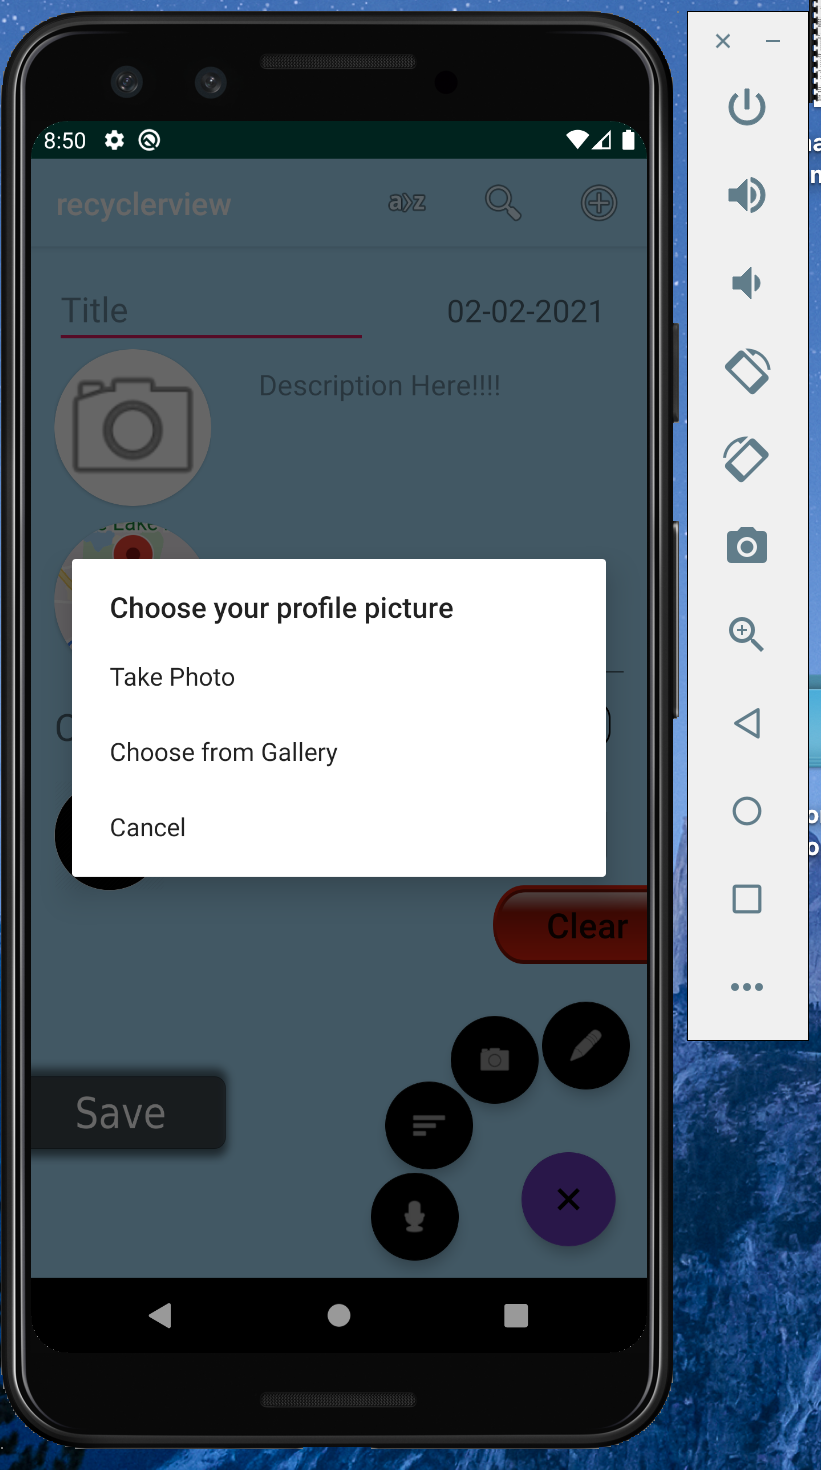 8:50
recyclerview
a>z
Title
02-02-2021
Description Here!!!!
Lake
Choose your profile picture
Take Photo
Choose from Gallery
Cancel
Clear
Save